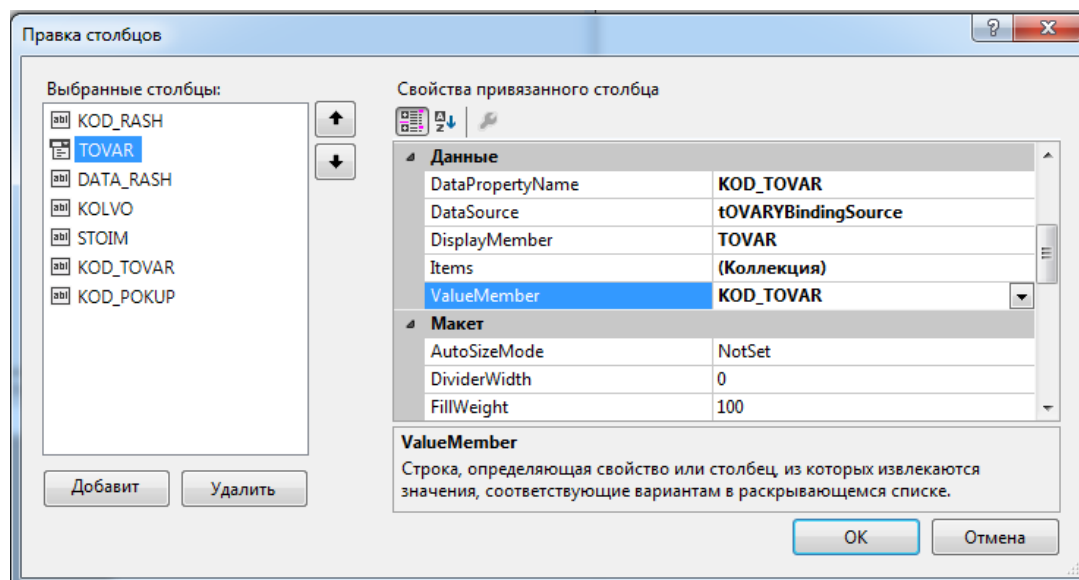 Правка столбцов
Выбранные столбцы:
KOD_RASH
TOVAR
DATA_RASH
KOLVO
STOIM
KOD_TOVAR
KOD_POKUP
Добавит
Удалить
Свойства привязанного столбца
Данные
DataPropertyName KOD_TOVAR
DataSource tOVARYBindingSource
DisplayMember TOVAR
Items (Коллекция)
ValueMember KOD_TOVAR
Макет
AutoSizeMode NotSet
DividerWidth 0
FillWeight 100
ValueMember
Строка, определяющая свойство или столбец, из которых извлекаются
значения, соответствующие вариантам в раскрывающемся списке.
OK
Отмена